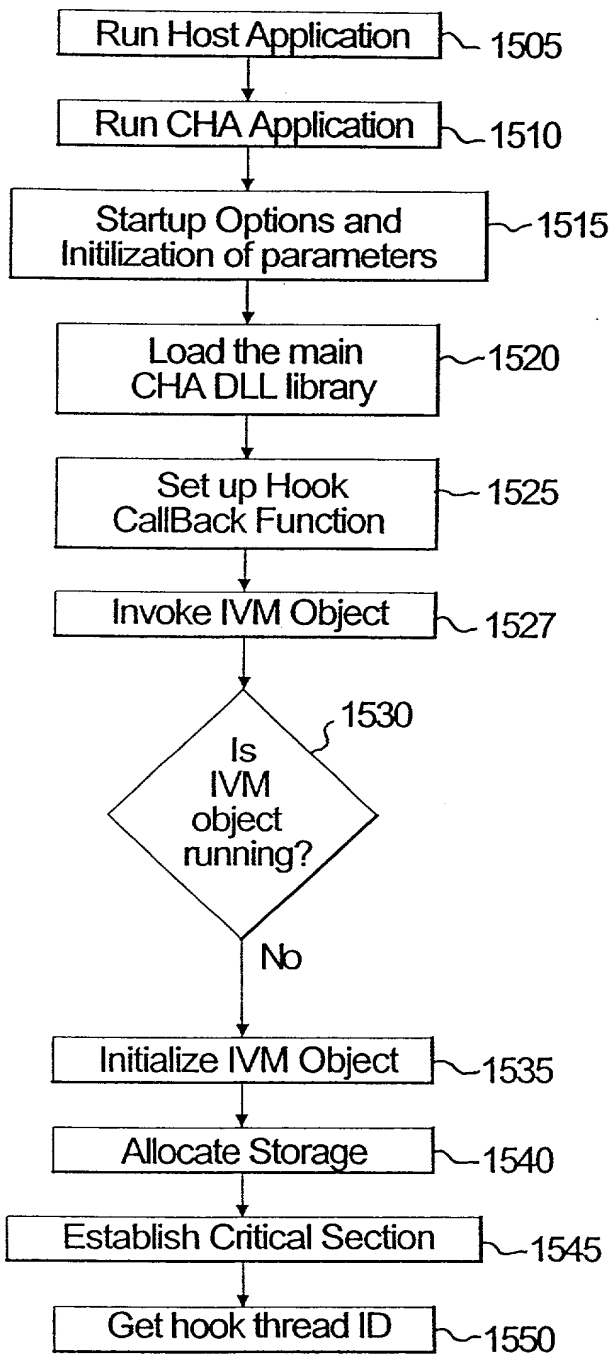 Run Host Application
1505
Run CHA Application
1510
Startup Options and
Initilization of parameters
1515
Load the main
CHA DLL library
1520
Set up Hook
CallBack Function
1525
Invoke IVM Object
1527
1530
Is
IVM
object
running?
No
Initialize IVM Object
1535
Allocate Storage
1540
Establish Critical Section
1545
Get hook thread ID
1550